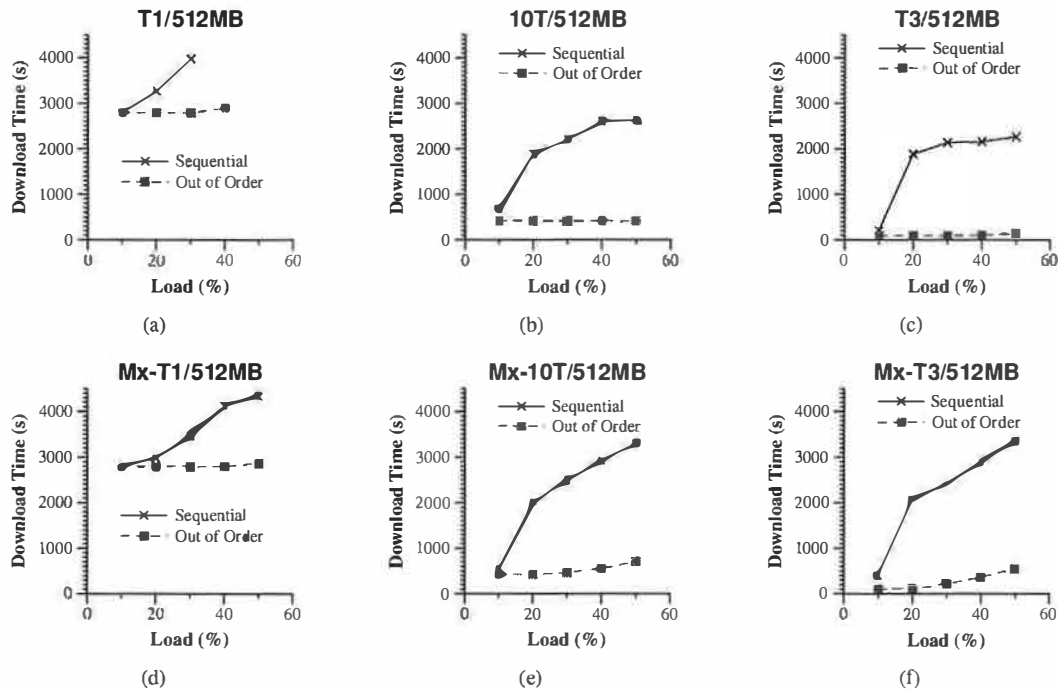 T1/512MB
Download Time (s)
4000
3000
2000
1000
0
Sequential
Out of Order
0
20
40
60
Load (%)
(a)
10T/512MB
Download Time (s)
4000
3000
2000
1000
0
Sequential
Out of Order
0
20
40
60
Load (%)
(b)
T3/512MB
Download Time (s)
4000
3000
2000
1000
0
Sequential
Out of Order
0
20
40
60
Load (%)
(c)
Mx-T1/512MB
Download Time (s)
4000
3000
2000
1000
0
Sequential
Out of Order
0
20
40
60
Load (%)
(d)
Mx-10T/512MB
Download Time (s)
4000
3000
2000
1000
0
Sequential
Out of Order
0
20
40
60
Load (%)
(e)
Mx-T3/512MB
Download Time (s)
4000
3000
2000
1000
0
Sequential
Out of Order
0
20
40
60
Load (%)
(f)